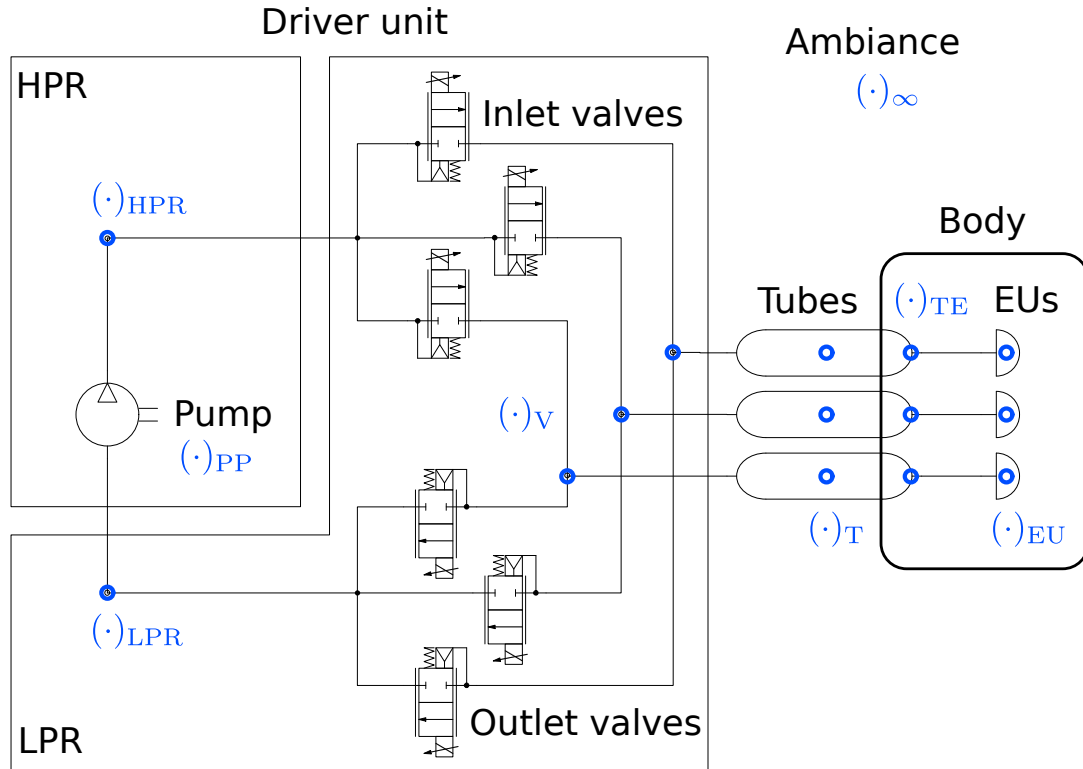 Driver unit
Ambiance
(·)∞
HPR
Inlet valves
(·)HPR
Body
Tubes
(·)TE
EUs
Pump
(·)PP
(·)V
(·)T
(·)EU
(·)LPR
LPR
Outlet valves